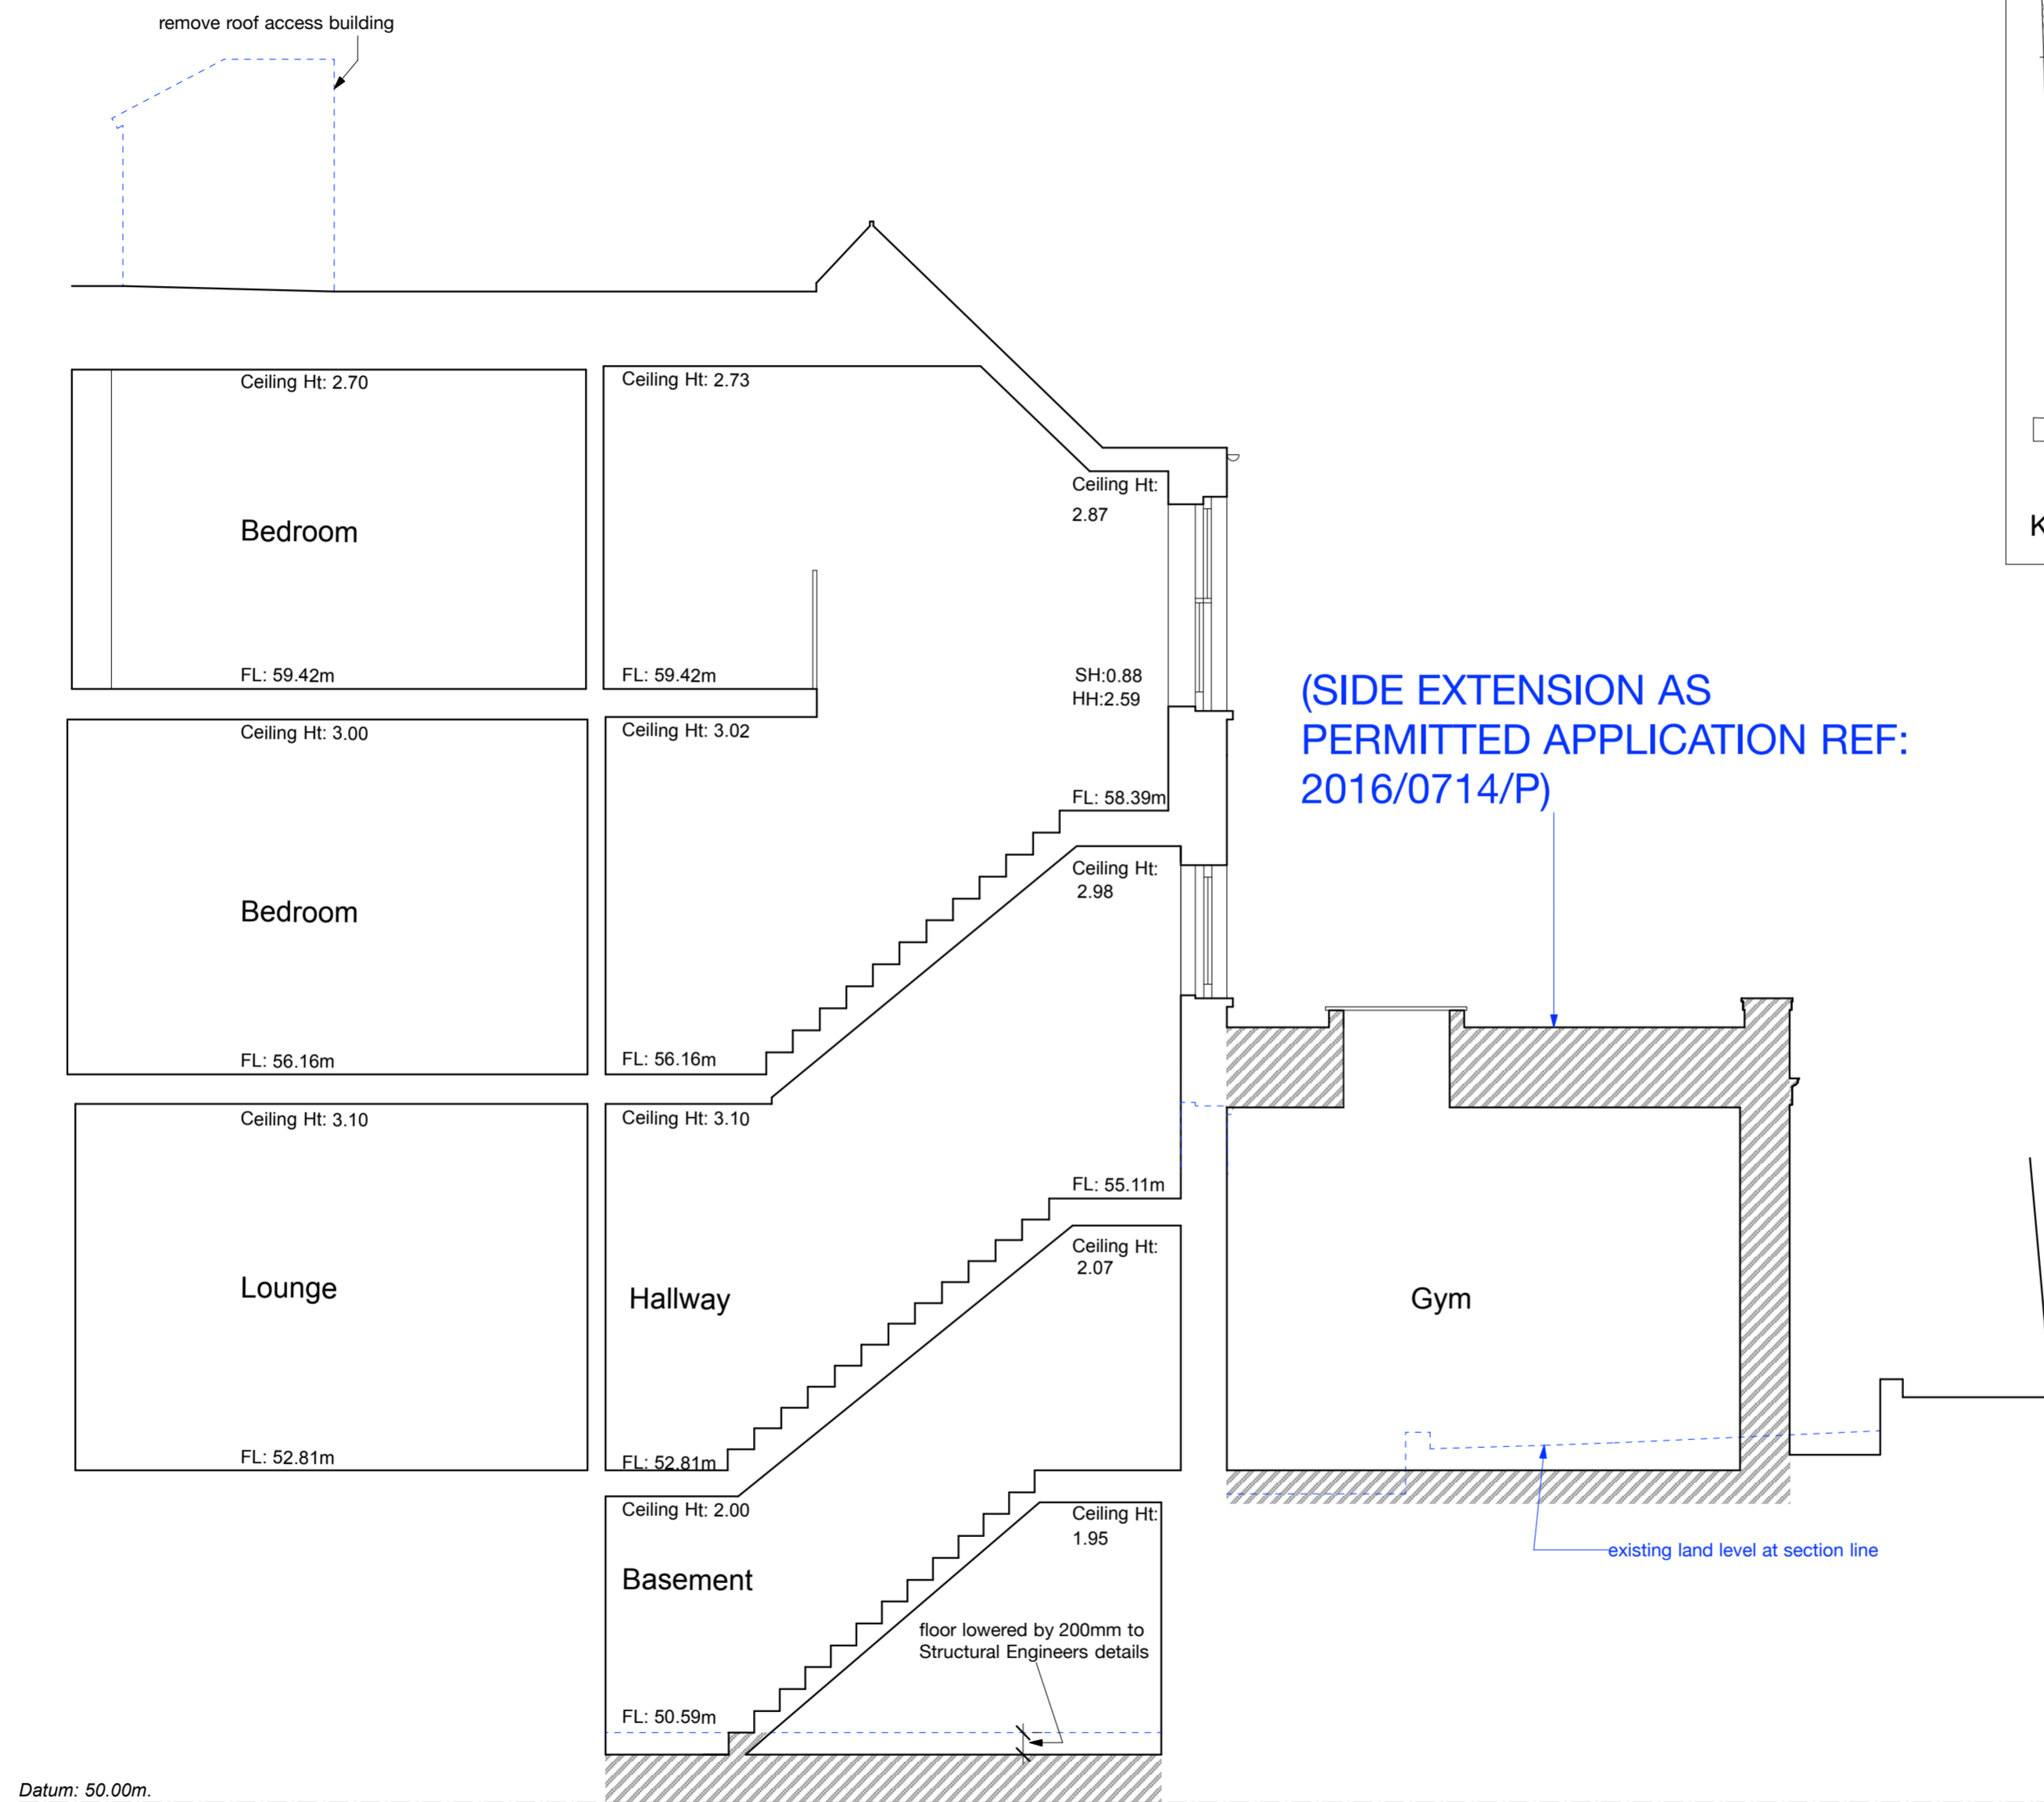 remove roof access building
Ceiling Ht: 2.70
Ceiling Ht: 2.73
Ceiling Ht:
2.87
Bedroom
K
FL: 59.42m
FL: 59.42m
SH:0.88
HH:2.59
(SIDE EXTENSION AS
PERMITTED APPLICATION REF:
2016/0714/P)
Ceiling Ht: 3.00
Ceiling Ht: 3.02
FL: 58.39m
Ceiling Ht:
2.98
Bedroom
FL: 56.16m
FL: 56.16m
Ceiling Ht: 3.10
Ceiling Ht: 3.10
FL: 55.11m
Ceiling Ht:
2.07
Lounge
Hallway
Gym
FL: 52.81m
FL: 52.81m
Ceiling Ht: 2.00
Ceiling Ht:
1.95
existing land level at section line
Basement
floor lowered by 200mm to
Structural Engineers details
FL: 50.59m
Datum: 50.00m.